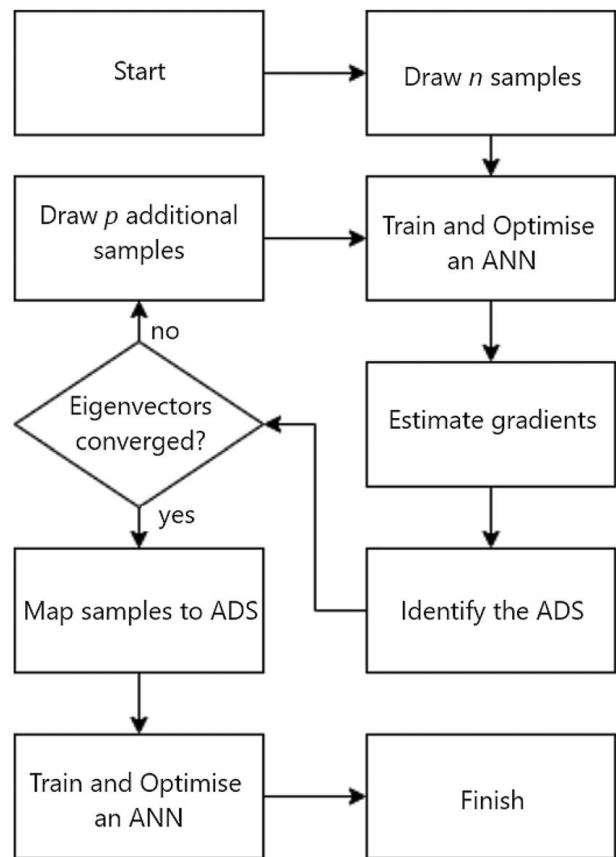 Start
Draw n samples
Draw p additional
samples
Train and Optimise
an ANN
no
Eigenvectors
converged?
Estimate gradients
yes
Map samples to ADS
Identify the ADS
Train and Optimise
an ANN
Finish